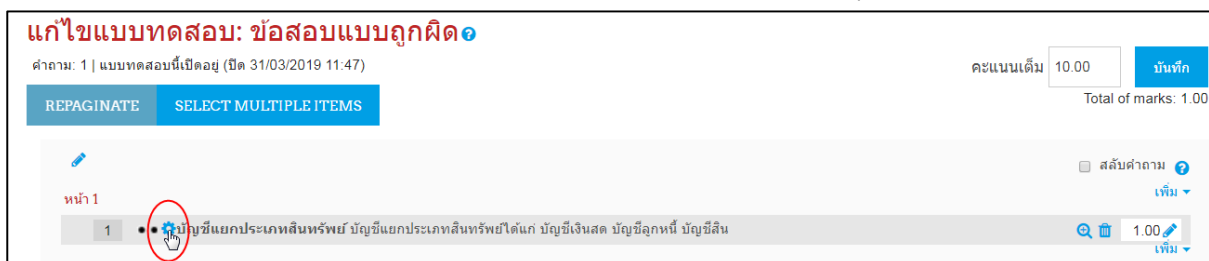 แก้ไขแบบทดสอบ: ข้อสอบแบบถูกผิด
คำถาม: 1 | แบบทดสอบนี้เปิดอยู่ (ปิด 31/03/2019 11:47)
คะแนนเต็ม 10.00 บันทึก
REPAGINATE SELECT MULTIPLE ITEMS
Total of marks: 1.00
สลับคำถาม
หน้า 1
เพิ่ม
1 บัญชีแยกประเภทสินทรัพย์ บัญชีแยกประเภทสินทรัพย์ได้แก่ บัญชีเงินสด บัญชีลูกหนี้ บัญชีสิน 1.00
เพิ่ม